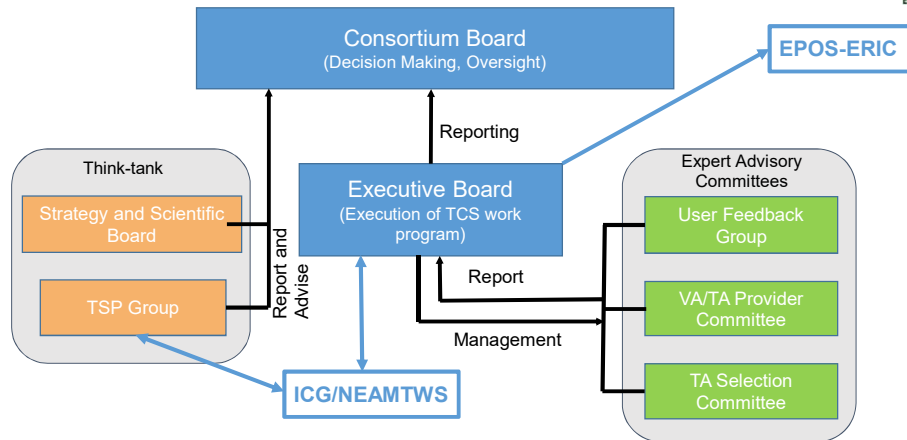 Consortium Board
(Decision Making, Oversight)
EPOS-ERIC
Reporting
Think-tank
Expert Advisory
Committees
Strategy and Scientific
Board
Executive Board
(Execution of TCS work
program)
User Feedback
Group
Report and
Advise
Report
TSP Group
VA/TA Provider
Committee
Management
ICG/NEAMTWS
TA Selection
Committee